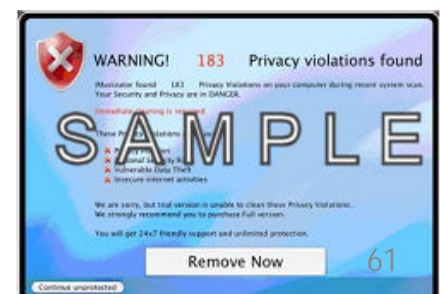 WARNING! 183 Privacy violations found
iMunizator found 183 Privacy Violations on your computer during recent system scan.
Your Security and Privacy are in DANGER.
Immediate cleaning is required.
These
SAMPLE
Vulnerable Data Theft
Insecure internet activities
We are sorry, but trial version is unable to clean these Privacy Violations.
We strongly recommend you to purchase Full version.
You will get 24x7 friendly support and unlimited protection.
Remove Now
61
Continue unprotected